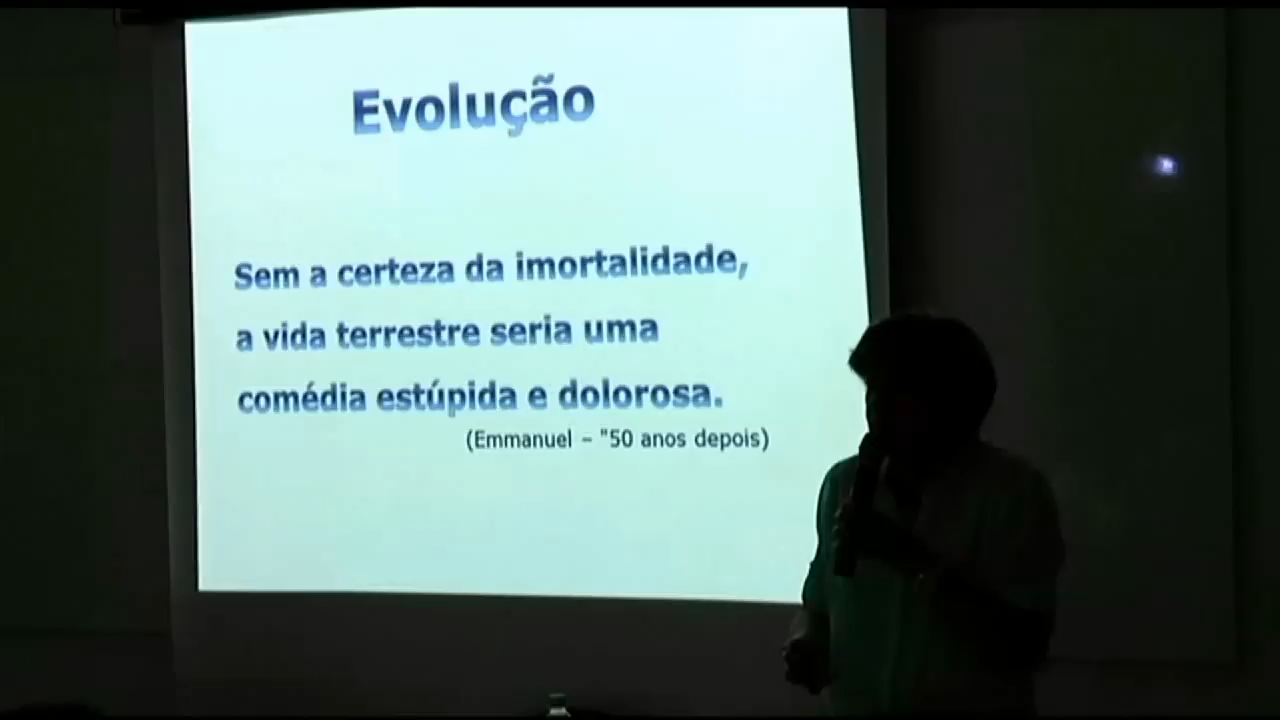 Evolução
Sem a certeza da imortalidade,
a vida terrestre seria uma
comédia estúpida e dolorosa.
(Emmanuel – "50 anos depois)